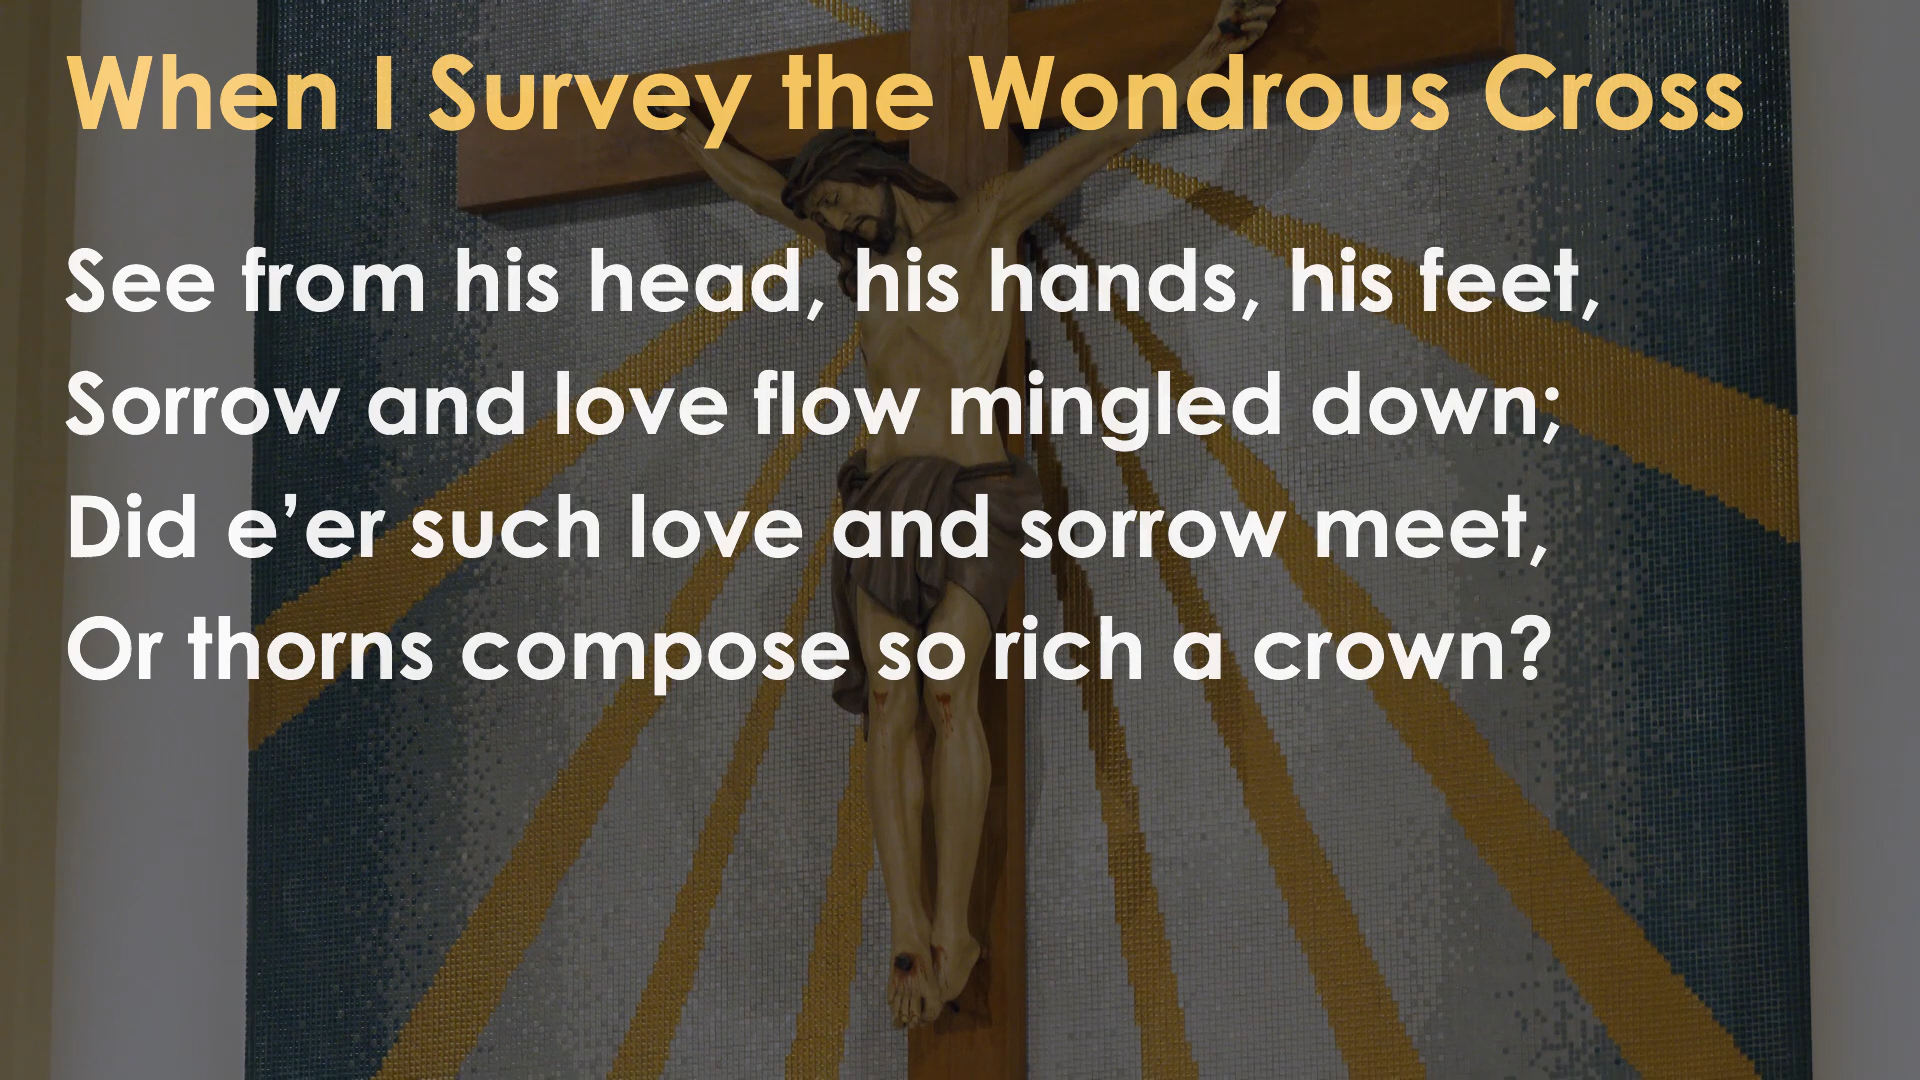 When I Survey the Wondrous Cross
See from his head, his hands, his feet,
Sorrow and love flow mingled down;
Did e’er such love and sorrow meet,
Or thorns compose so rich a crown?